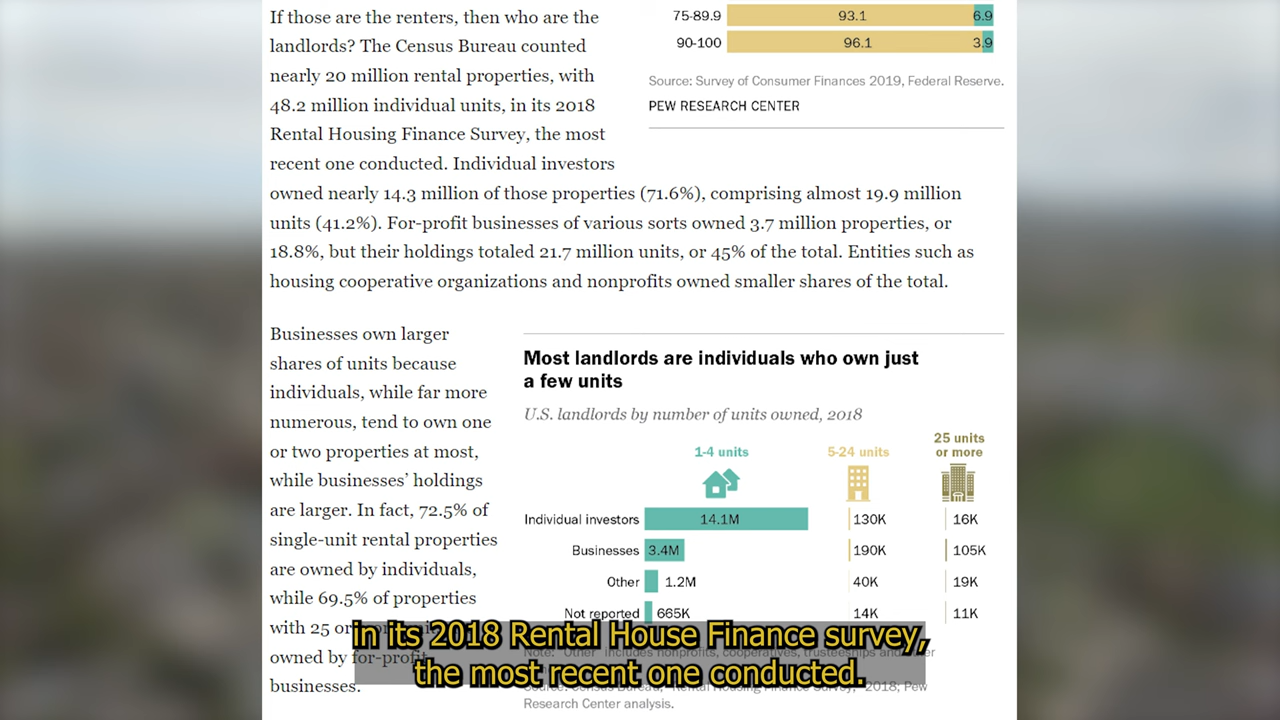 If those are the renters, then who are the
landlords? The Census Bureau counted
nearly 20 million rental properties, with
48.2 million individual units, in its 2018
Rental Housing Finance Survey, the most
recent one conducted. Individual investors
owned nearly 14.3 million of those properties (71.6%), comprising almost 19.9 million
units (41.2%). For-profit businesses of various sorts owned 3.7 million properties, or
18.8%, but their holdings totaled 21.7 million units, or 45% of the total. Entities such as
housing cooperative organizations and nonprofits owned smaller shares of the total.
75-89.9 93.1 6.9
90-100 96.1 3.9
Source: Survey of Consumer Finances 2019, Federal Reserve.
PEW RESEARCH CENTER
Businesses own larger
shares of units because
individuals, while far more
numerous, tend to own one
or two properties at most,
while businesses' holdings
are larger. In fact, 72.5% of
single-unit rental properties
are owned by individuals,
while 69.5% of properties
with 25 or
owned by for-profit
businesses.
Most landlords are individuals who own just
a few units
U.S. landlords by number of units owned, 2018
1-4 units 5-24 units 25 units
or more
Individual investors 14.1M 130K 16K
Businesses 3.4M 190K 105K
Other 1.2M 40K 19K
Not reported 665K 14K 11K
Note: "Other" includes nonprofits, cooperatives, trusteeships and other
Source: Census Bureau, "Rental Housing Finance Survey," 2018; Pew
Research Center analysis.
in its 2018 Rental House Finance survey,
the most recent one conducted.